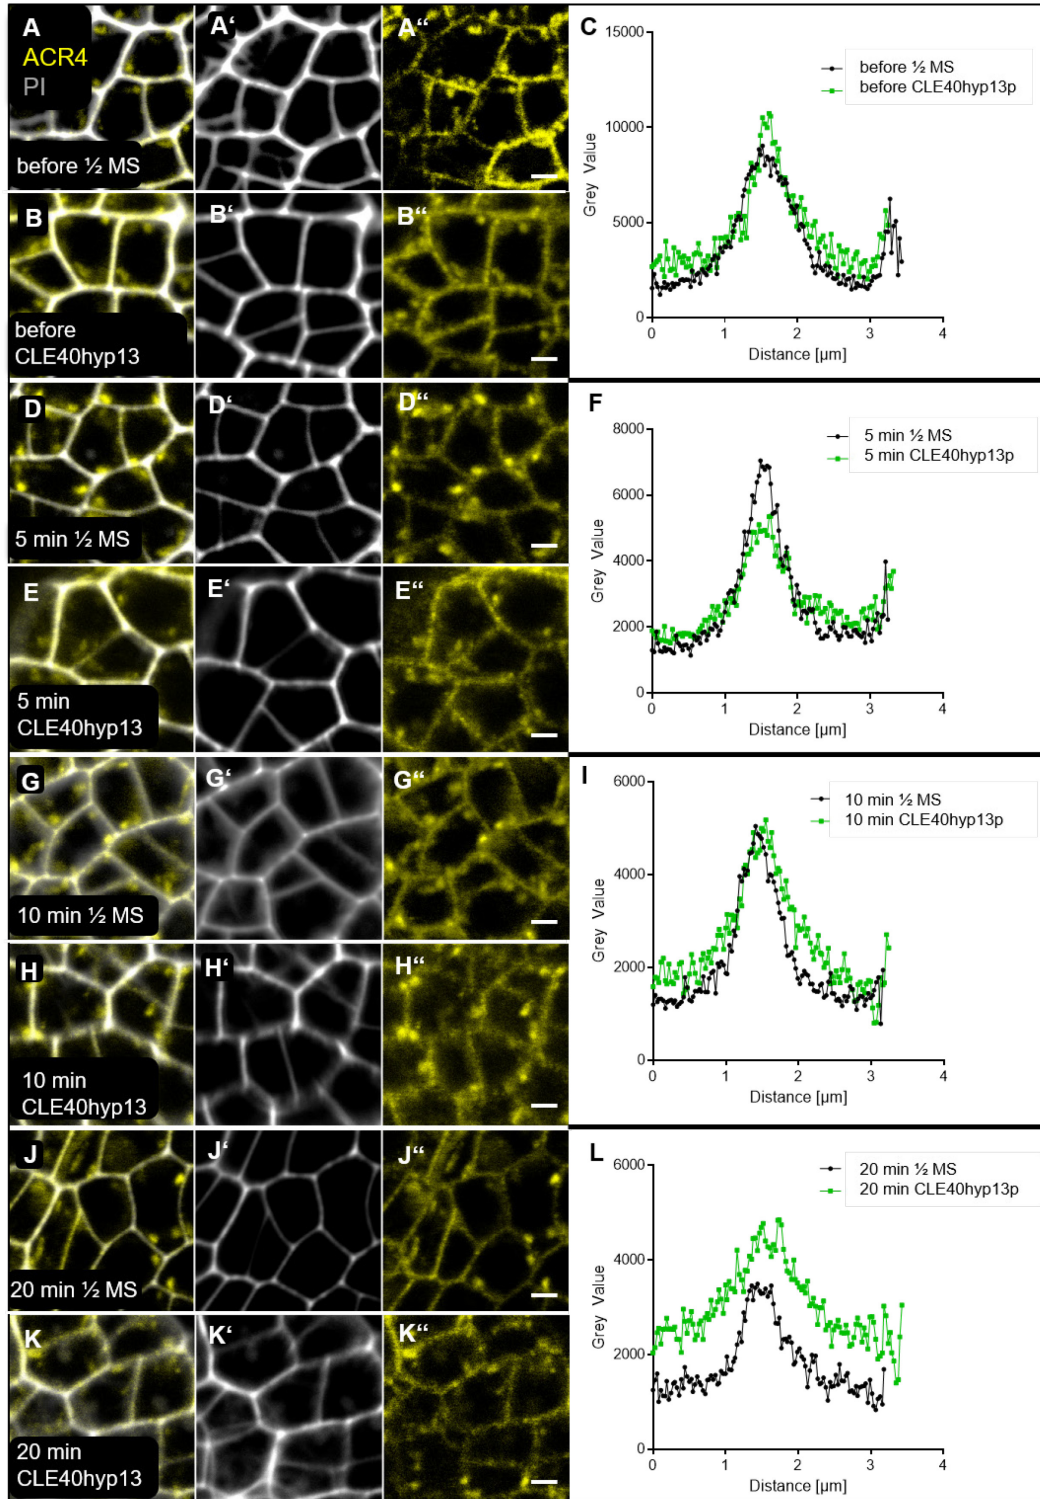 A
ACR4
PI
before ½ MS
A‘
A“
B
before
CLE40hyp13
B‘
B“
C
15000
10000
5000
0
Grey Value
0 1 2 3 4
Distance [µm]
before ½ MS
before CLE40hyp13p
D
5 min ½ MS
D‘
D“
E
5 min
CLE40hyp13
E‘
E“
F
8000
6000
4000
2000
0
Grey Value
0 1 2 3 4
Distance [µm]
5 min ½ MS
5 min CLE40hyp13p
G
10 min ½ MS
G‘
G“
H
10 min
CLE40hyp13
H‘
H“
I
6000
4000
2000
0
Grey Value
0 1 2 3 4
Distance [µm]
10 min ½ MS
10 min CLE40hyp13p
J
20 min ½ MS
J‘
J“
K
20 min
CLE40hyp13
K‘
K“
L
6000
4000
2000
0
Grey Value
0 1 2 3 4
Distance [µm]
20 min ½ MS
20 min CLE40hyp13p